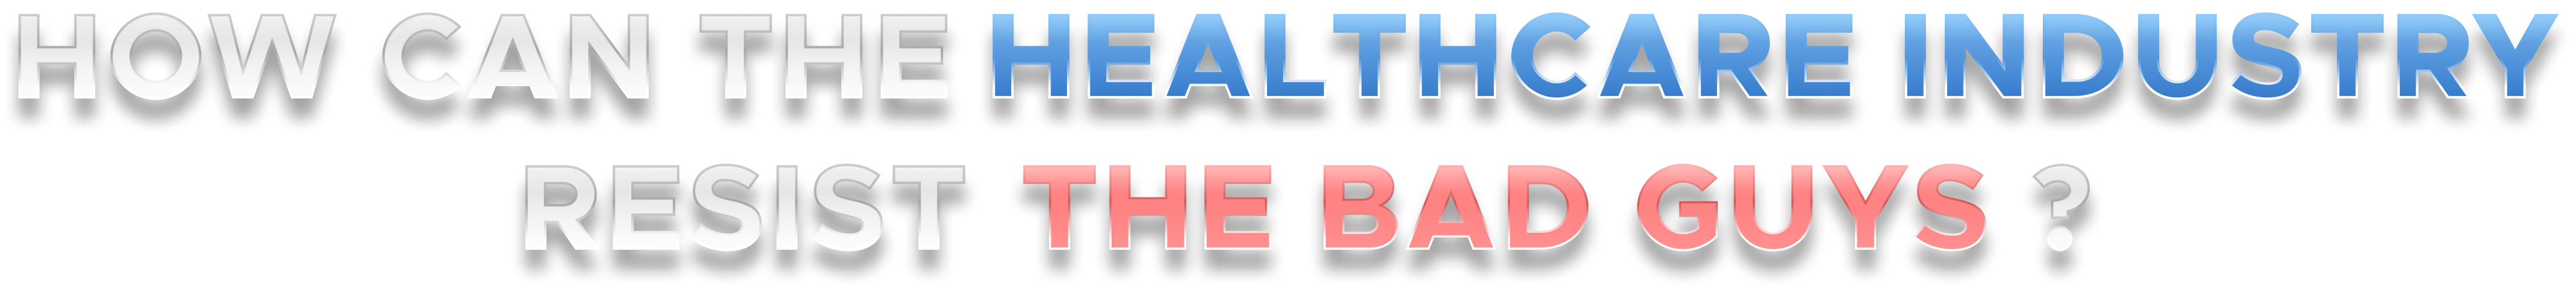 HOW CAN THE HEALTHCARE INDUSTRY
RESIST THE BAD GUYS ?